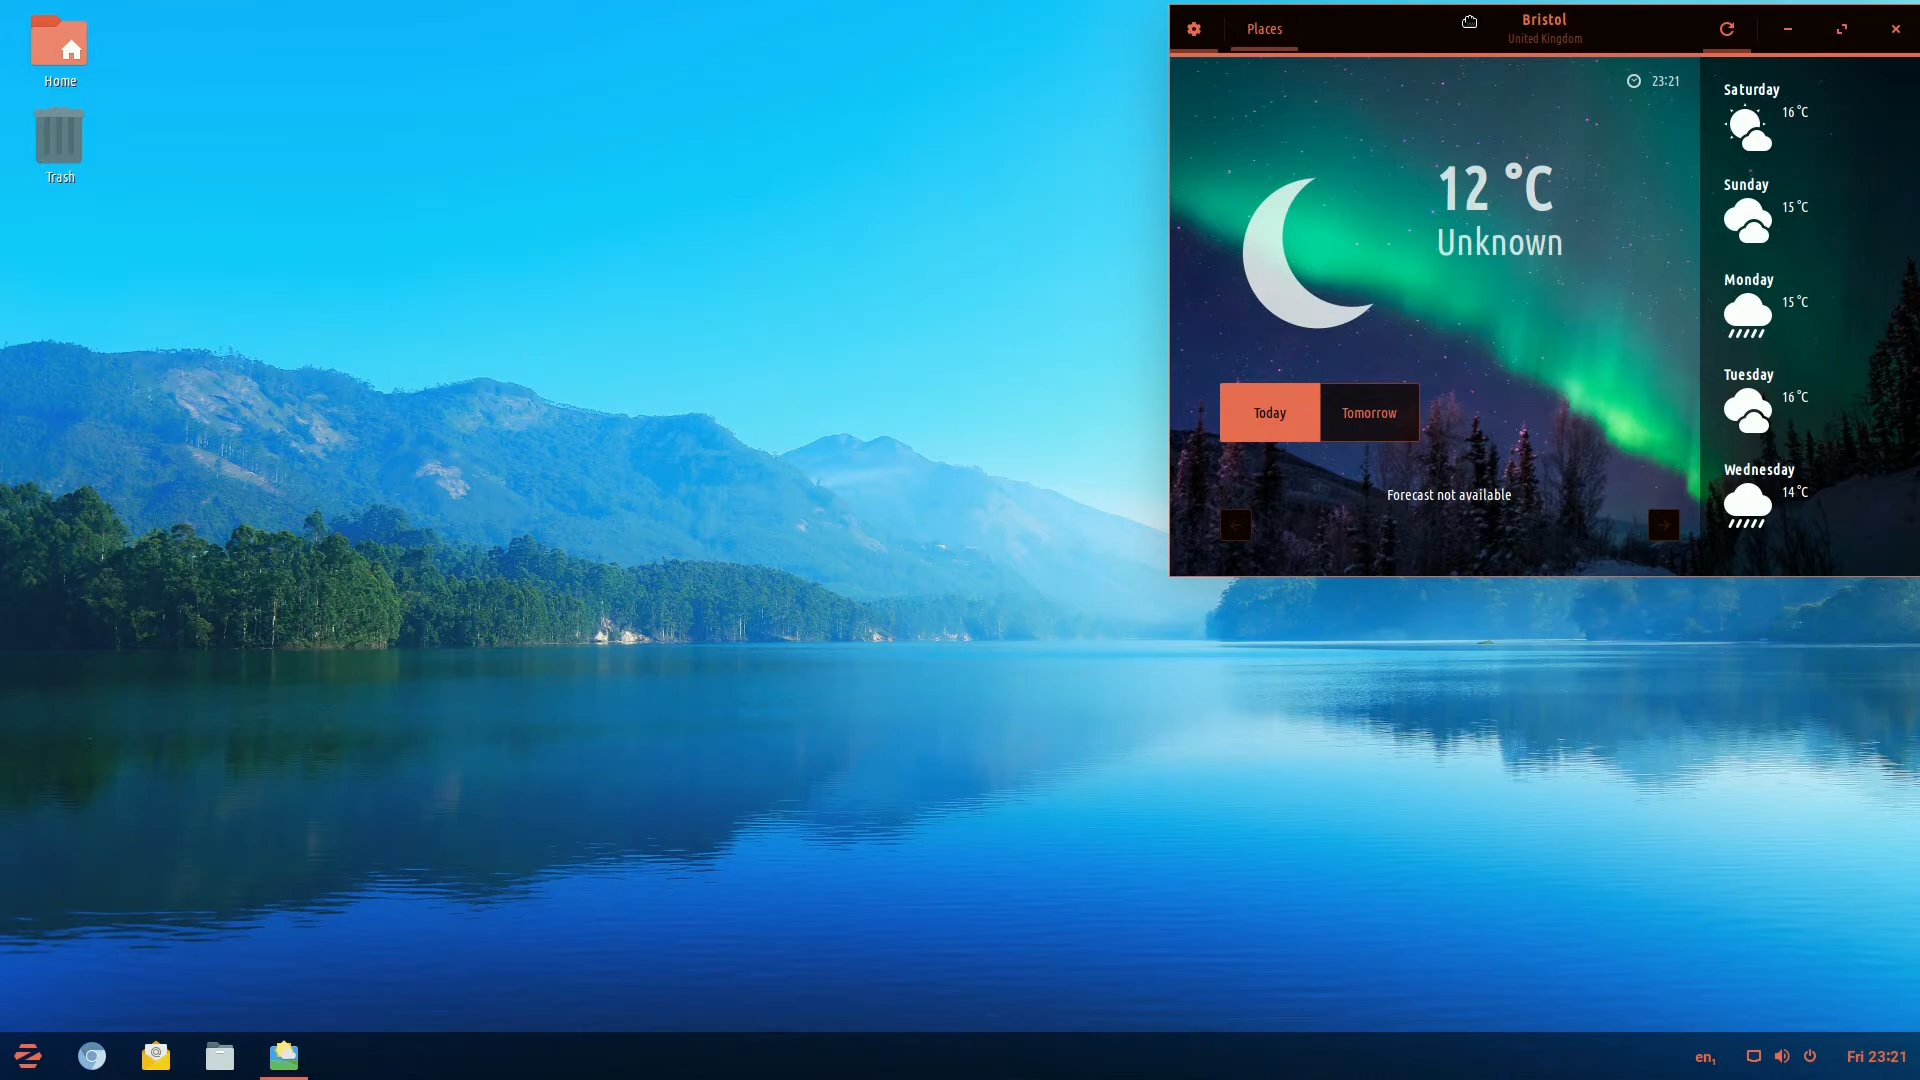 Home
Trash
Places
Bristol
United Kingdom
23:21
12 °C
Unknown
Today
Tomorrow
Forecast not available
Saturday
16 °C
Sunday
15 °C
Monday
15 °C
Tuesday
16 °C
Wednesday
14 °C
en₁
Fri 23:21